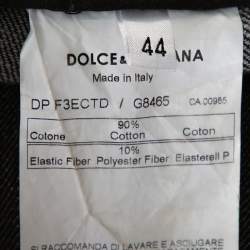 DOLCE& ANA
44
Made in Italy
DP F3ECTD / G8465 CA 00965
90%
Cotone Cotton Coton
10%
Elastic Fiber Polyester Fiber Elasterell P
SI RACCOMANDA DI LAVARE E ASCIUGARE